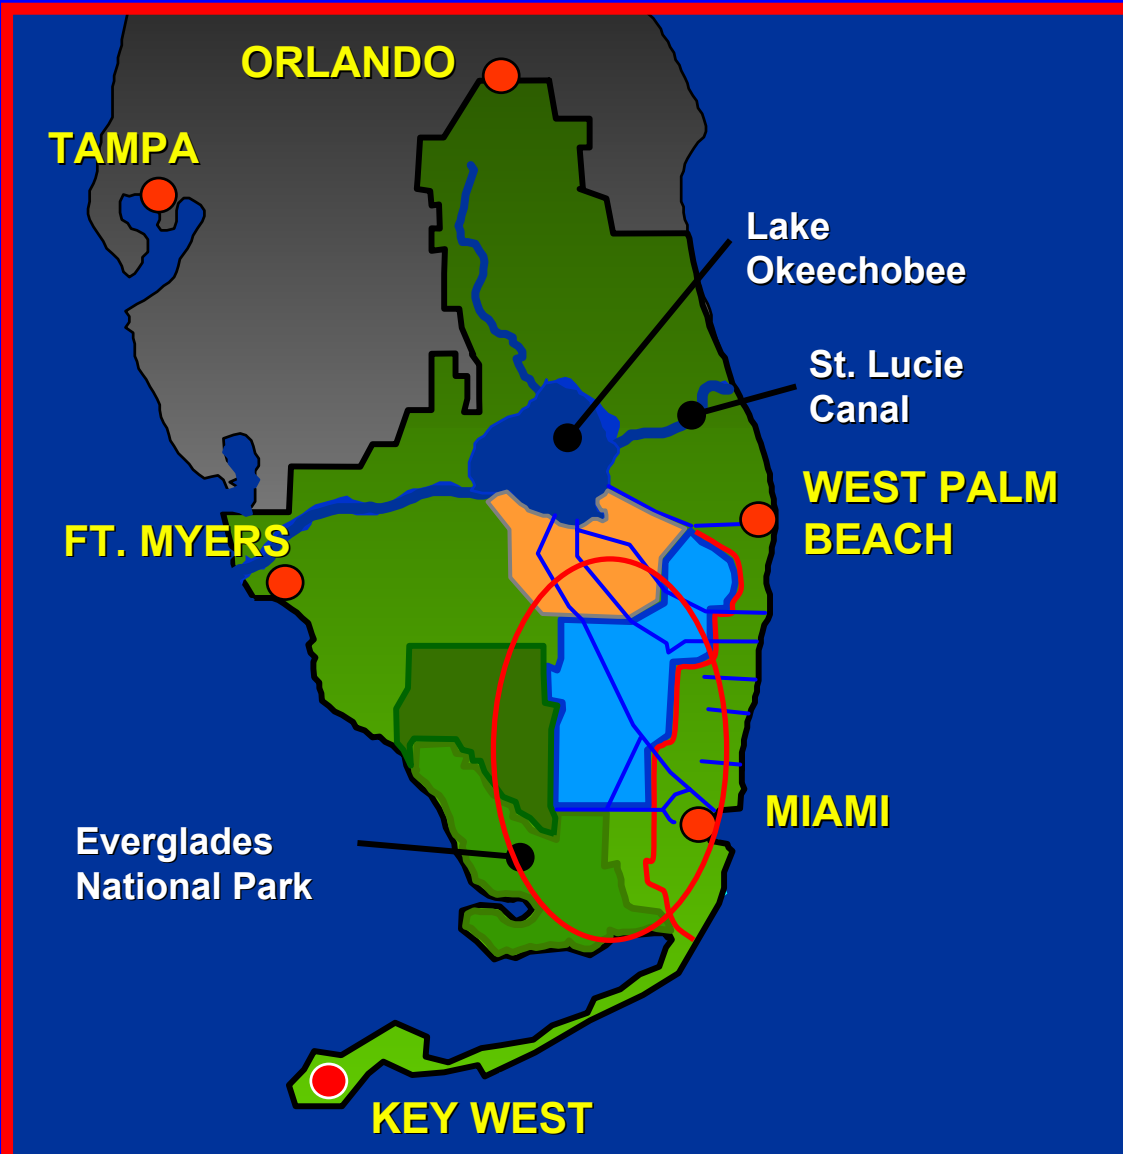 ORLANDO
TAMPA
Lake
Okeechobee
St. Lucie
Canal
WEST PALM
BEACH
FT. MYERS
MIAMI
Everglades
National Park
KEY WEST